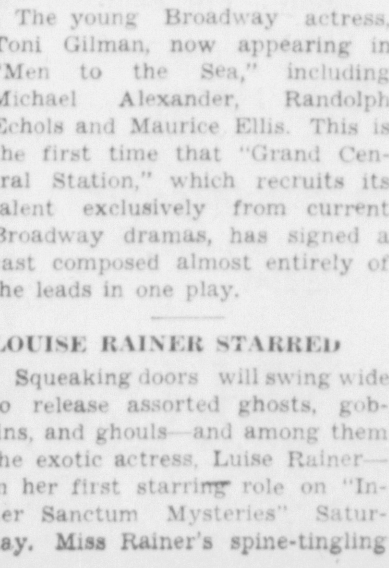 The young Broadway actress,
Toni Gilman, now appearing in
"Men to the Sea," including
Michael Alexander, Randolph
Echols and Maurice Ellis. This is
the first time that "Grand Cen-
tral Station," which recruits its
talent exclusively from current
Broadway dramas, has signed a
cast composed almost entirely of
the leads in one play.
LOUISE RAINER STARRED
Squeaking doors will swing wide
to release assorted ghosts, gob-
lins, and ghouls—and among them
the exotic actress, Luise Rainer—
in her first starring role on "In-
ner Sanctum Mysteries" Satur-
day. Miss Rainer's spine-tingling